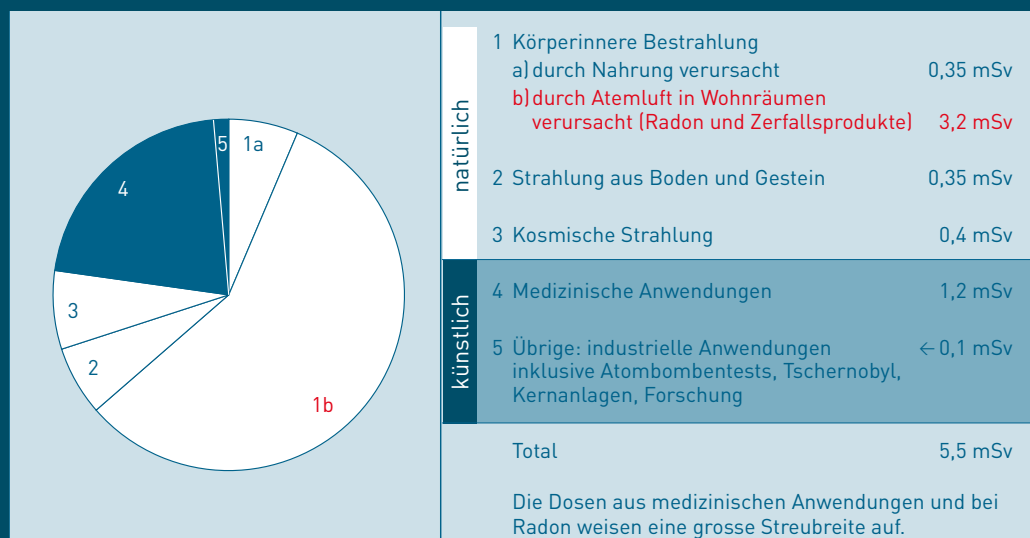 5
1a
4
3
2
1b
natürlich
1 Körperinnere Bestrahlung
a) durch Nahrung verursacht 0,35 mSv
b) durch Atemluft in Wohnräumen
verursacht (Radon und Zerfallsprodukte) 3,2 mSv
2 Strahlung aus Boden und Gestein 0,35 mSv
3 Kosmische Strahlung 0,4 mSv
künstlich
4 Medizinische Anwendungen 1,2 mSv
5 Übrige: industrielle Anwendungen ← 0,1 mSv
inklusive Atombombentests, Tschernobyl,
Kernanlagen, Forschung
Total 5,5 mSv
Die Dosen aus medizinischen Anwendungen und bei
Radon weisen eine grosse Streubreite auf.